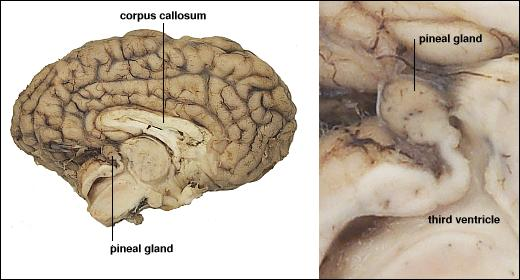 corpus callosum
pineal gland
pineal gland
third ventricle